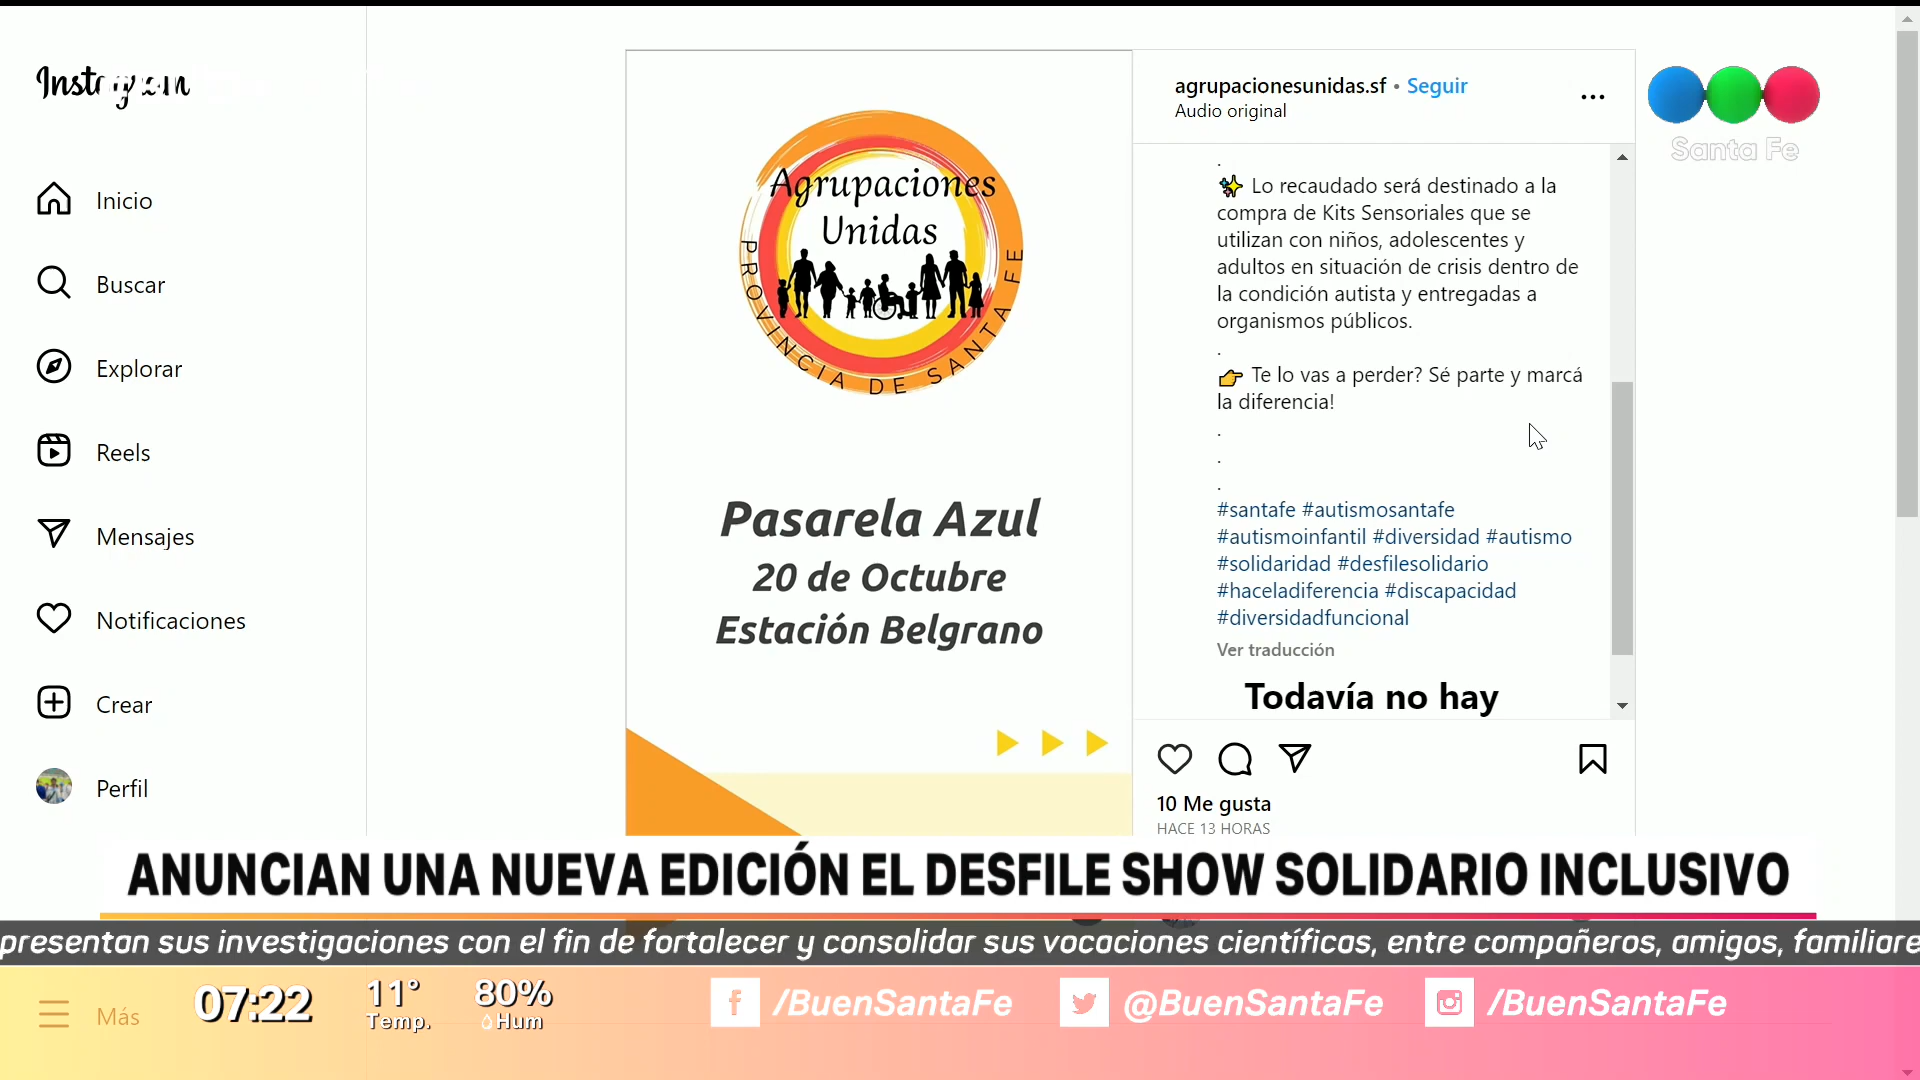 Instagram
Inicio
Buscar
Explorar
Reels
Mensajes
Notificaciones
Crear
Perfil
Más
Agrupaciones
Unidas
PROVINCIA DE SANTA FE
Pasarela Azul
20 de Octubre
Estación Belgrano
agrupacionesunidas.sf • Seguir
Audio original
.
✨ Lo recaudado será destinado a la
compra de Kits Sensoriales que se
utilizan con niños, adolescentes y
adultos en situación de crisis dentro de
la condición autista y entregadas a
organismos públicos.
.
👉 Te lo vas a perder? Sé parte y marcá
la diferencia!
.
.
.
#santafe #autismosantafe
#autismoinfantil #diversidad #autismo
#solidaridad #desfilesolidario
#haceladiferencia #discapacidad
#diversidadfuncional
Ver traducción
Todavía no hay
10 Me gusta
HACE 13 HORAS
Santa Fe
ANUNCIAN UNA NUEVA EDICIÓN EL DESFILE SHOW SOLIDARIO INCLUSIVO
presentan sus investigaciones con el fin de fortalecer y consolidar sus vocaciones científicas, entre compañeros, amigos, familiare
07:22
11°
Temp.
80%
Hum
/BuenSantaFe
@BuenSantaFe
/BuenSantaFe